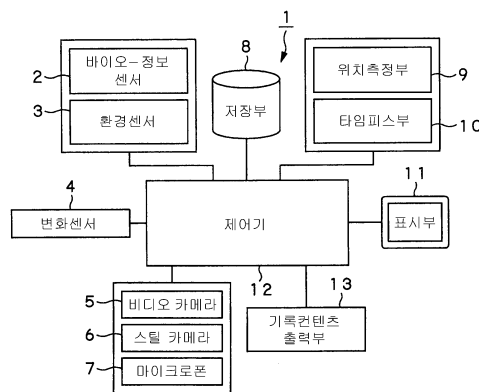 1
8
2
바이오-정보
센서
3
환경센서
저장부
위치측정부
9
타임피스부
10
4
변화센서
제어기
11
표시부
12
13
5
비디오 카메라
6
스틸 카메라
7
마이크로폰
기록컨텐츠
출력부